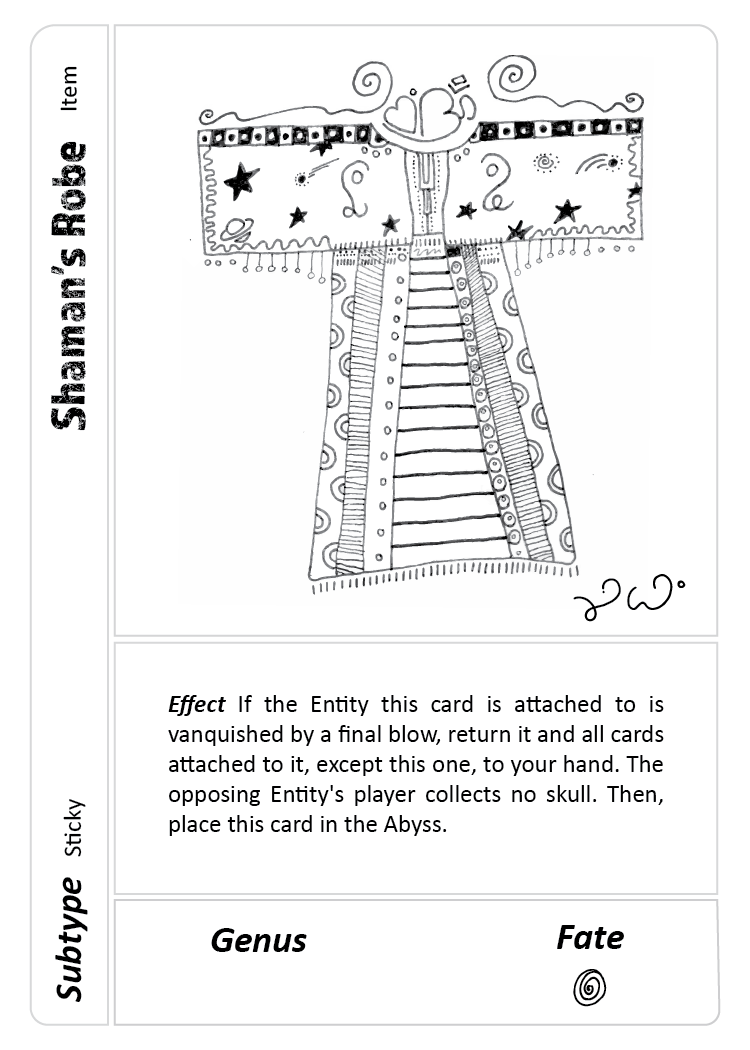 Shaman's Robe Item
Subtype Sticky
Effect If the Entity this card is attached to is
vanquished by a final blow, return it and all cards
attached to it, except this one, to your hand. The
opposing Entity's player collects no skull. Then,
place this card in the Abyss.
Genus
Fate